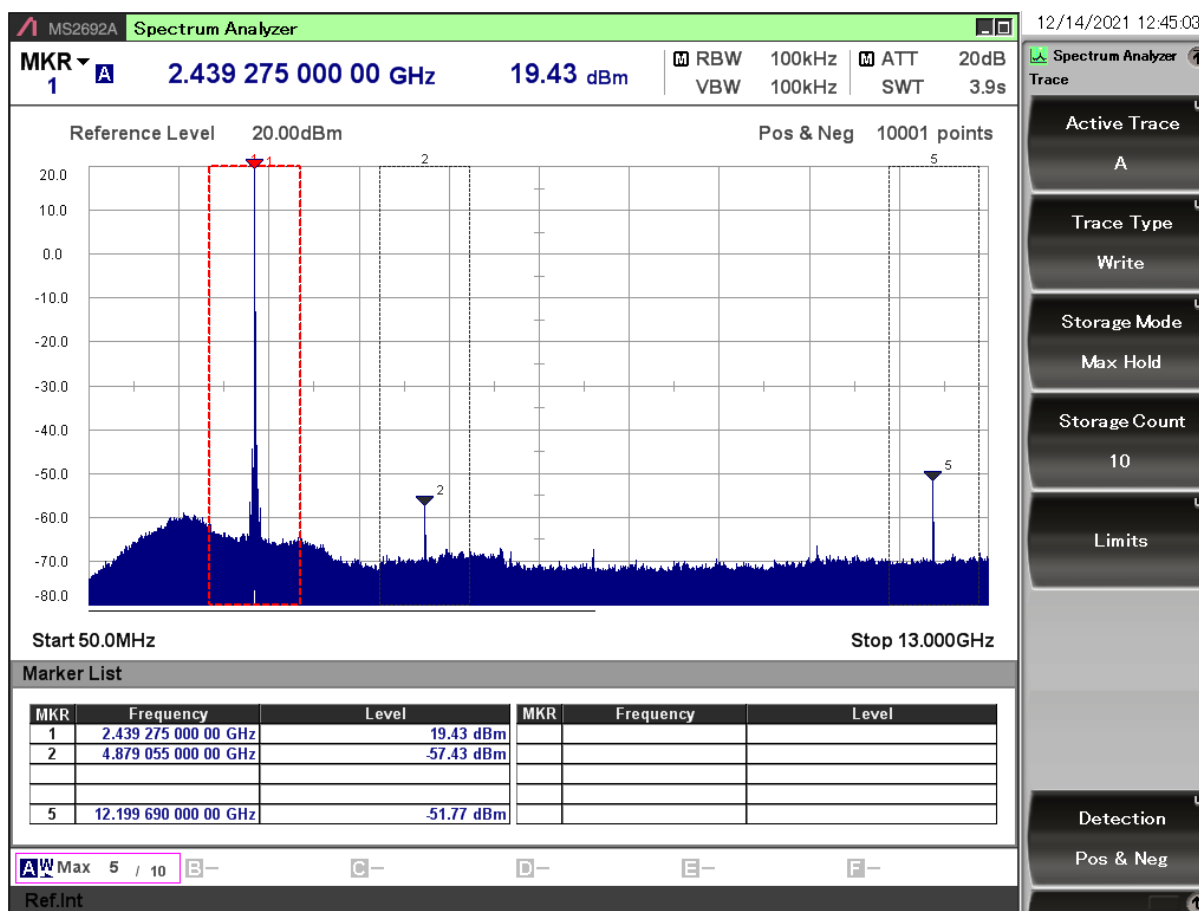 MS2692A Spectrum Analyzer
12/14/2021 12:45:03
MKR 1 A 2.439 275 000 00 GHz 19.43 dBm
M RBW 100kHz M ATT 20dB
VBW 100kHz SWT 3.9s
Reference Level 20.00dBm Pos & Neg 10001 points
1 1 2 5
20.0
10.0
0.0
-10.0
-20.0
-30.0
-40.0
-50.0
5
2
-60.0
-70.0
-80.0
Start 50.0MHz Stop 13.000GHz
Marker List
MKR Frequency Level MKR Frequency Level
1 2.439 275 000 00 GHz 19.43 dBm
2 4.879 055 000 00 GHz -57.43 dBm
5 12.199 690 000 00 GHz -51.77 dBm
A W Max 5 / 10 B C D E F
Ref.Int
Spectrum Analyzer
Trace
Active Trace
A
Trace Type
Write
Storage Mode
Max Hold
Storage Count
10
Limits
Detection
Pos & Neg